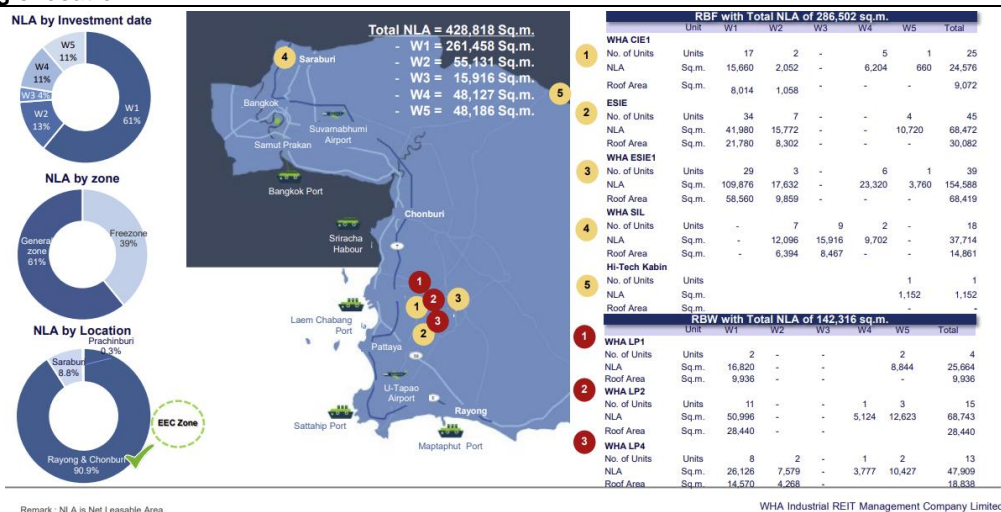 NLA by Investment date
W5
11%
W4
11%
W3 4%
W2
13%
W1
61%
NLA by zone
General
zone
61%
Freezone
39%
NLA by Location
Prachinburi
0.3%
Saraburi
8.8%
Rayong & Chonburi
90.9%
EEC Zone
Total NLA = 428,818 Sq.m.
- W1 = 261,458 Sq.m.
- W2 = 55,131 Sq.m.
- W3 = 15,916 Sq.m.
- W4 = 48,127 Sq.m.
- W5 = 48,186 Sq.m.
4
Saraburi
5
Bangkok
Suvarnabhumi
Airport
Samut Prakan
Bangkok Port
Chonburi
Sriracha
Habour
7
1
2
3
1
3
2
Laem Chabang
Port
Pattaya
U-Tapao
Airport
Rayong
Sattahip Port
Maptaphut Port
RBF with Total NLA of 286,502 sq.m.
Unit W1 W2 W3 W4 W5 Total
1
WHA CIE1
No. of Units Units 17 2 - 5 1 25
NLA Sq.m. 15,660 2,052 - 6,204 660 24,576
Roof Area Sq.m. 8,014 1,058 - - - 9,072
2
ESIE
No. of Units Units 34 7 - - 4 45
NLA Sq.m. 41,980 15,772 - - 10,720 68,472
Roof Area Sq.m. 21,780 8,302 - - - 30,082
3
WHA ESIE1
No. of Units Units 29 3 - 6 1 39
NLA Sq.m. 109,876 17,632 - 23,320 3,760 154,588
Roof Area Sq.m. 58,560 9,859 - - - 68,419
4
WHA SIL
No. of Units Units - 7 9 2 - 18
NLA Sq.m. - 12,096 15,916 9,702 - 37,714
Roof Area Sq.m. - 6,394 8,467 - - 14,861
5
Hi-Tech Kabin
No. of Units Units 1 1
NLA Sq.m. 1,152 1,152
Roof Area Sq.m. - -
RBW with Total NLA of 142,316 sq.m.
Unit W1 W2 W3 W4 W5 Total
1
WHA LP1
No. of Units Units 2 - - 2 4
NLA Sq.m. 16,820 - - 8,844 25,664
Roof Area Sq.m. 9,936 - - - 9,936
2
WHA LP2
No. of Units Units 11 - - 1 3 15
NLA Sq.m. 50,996 - - 5,124 12,623 68,743
Roof Area Sq.m. 28,440 - - 28,440
3
WHA LP4
No. of Units Units 8 2 - 1 2 13
NLA Sq.m. 26,126 7,579 - 3,777 10,427 47,909
Roof Area Sq.m. 14,570 4,268 - 18,838
Remark : NLA is Net Leasable Area
WHA Industrial REIT Management Company Limited